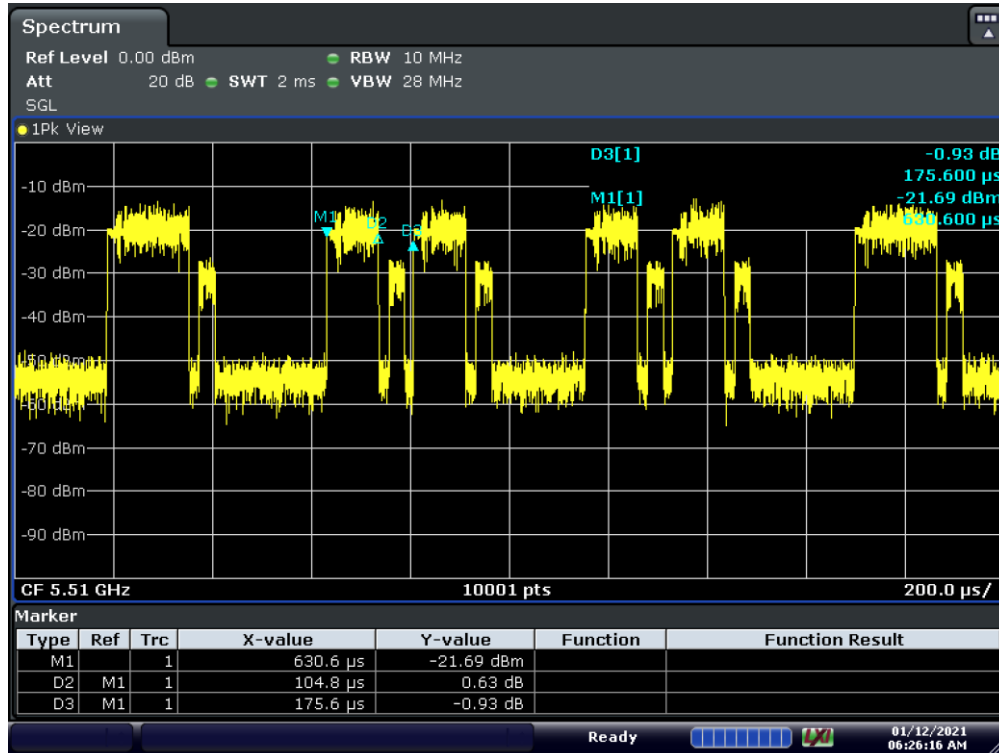 Spectrum
Ref Level 0.00 dBm RBW 10 MHz
Att 20 dB SWT 2 ms VBW 28 MHz
SGL
1Pk View
D3[1] -0.93 dB
175.600 µs
-10 dBm
M1[1] -21.69 dBm
630.600 µs
M1 D2 D3
-20 dBm
-30 dBm
-40 dBm
-50 dBm
-60 dBm
-70 dBm
-80 dBm
-90 dBm
CF 5.51 GHz 10001 pts 200.0 µs/
Marker
Type Ref Trc X-value Y-value Function Function Result
M1 1 630.6 µs -21.69 dBm
D2 M1 1 104.8 µs 0.63 dB
D3 M1 1 175.6 µs -0.93 dB
Ready LXI 01/12/2021
06:26:16 AM